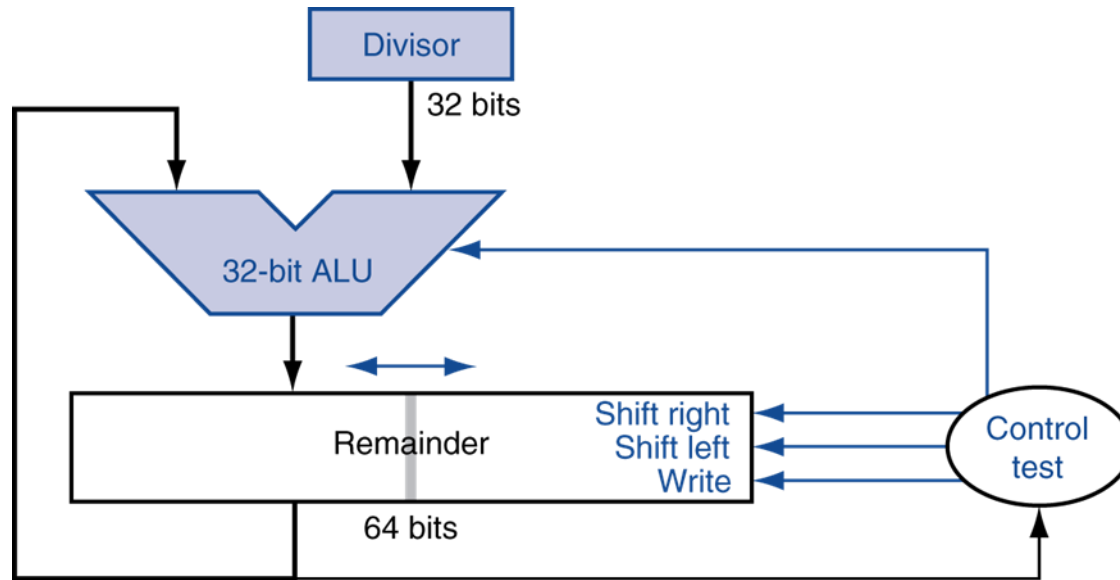 Divisor
32 bits
32-bit ALU
Remainder
Shift right
Shift left
Write
64 bits
Control
test